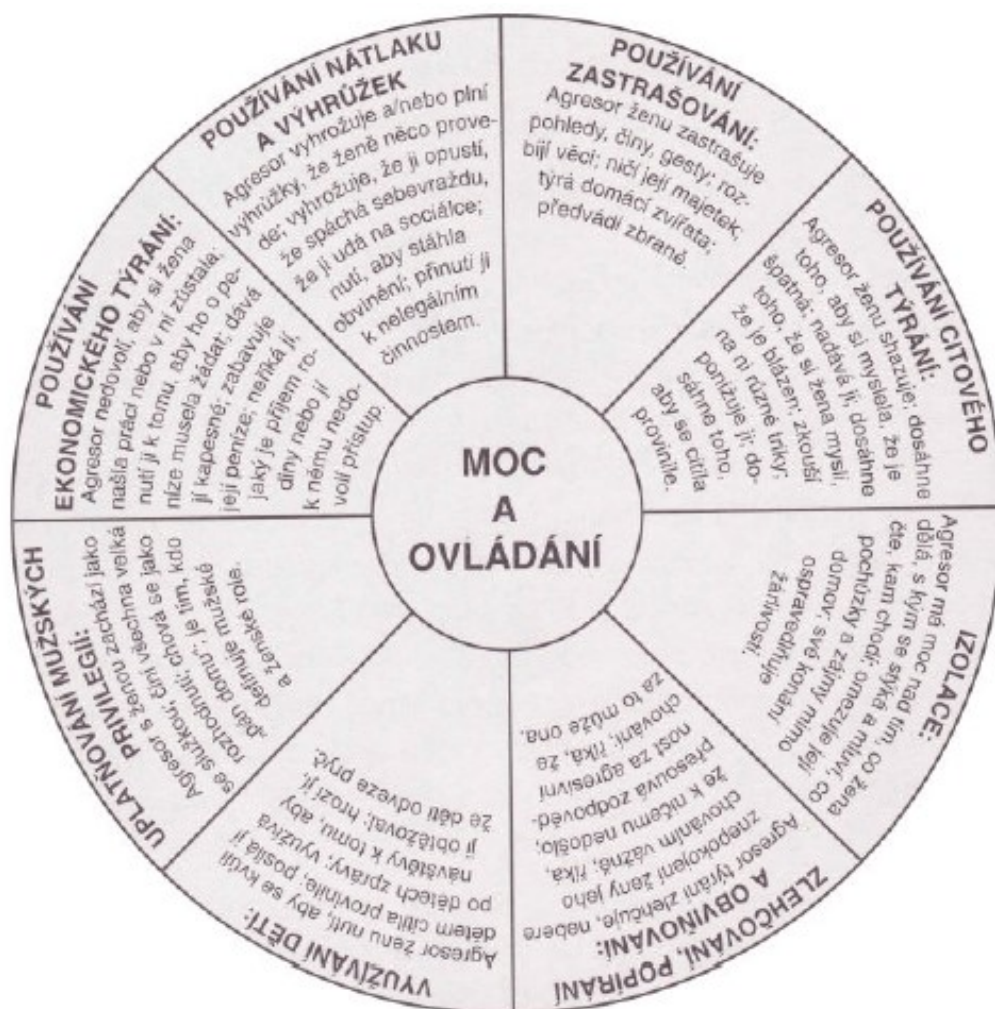 POUŽÍVÁNÍ NÁTLAKU
A VÝHRŮŽEK
Agresor vyhrožuje a/nebo plní
výhrůžky, že ženě něco prove-
de; vyhrožuje, že ji opustí,
že spáchá sebevraždu,
že ji udá na sociálce;
nutí, aby stáhla
obvinění; přinutí ji
k nelegálním
činnostem.
POUŽÍVÁNÍ
ZASTRAŠOVÁNÍ:
Agresor ženu zastrašuje
pohledy, činy, gesty; roz-
bíjí věci; ničí její majetek,
týrá domácí zvířata;
předvádí zbraně.
POUŽÍVÁNÍ CITOVÉHO
TÝRÁNÍ:
Agresor ženu shazuje; dosáhne
toho, aby si myslela, že je
špatná; nadává jí; dosáhne
toho, že si žena myslí,
že je blázen; zkouší
na ni různé triky;
ponižuje ji; do-
sáhne toho,
aby se cítila
provinile.
IZOLACE:
Agresor má moc nad tím, co žena
dělá, s kým se stýká a mluví, co
čte, kam chodí; omezuje její
pochůzky a zájmy mimo
domov; své konání
ospravedlňuje
žárlivostí.
ZLEHČOVÁNÍ, POPÍRÁNÍ
A OBVIŇOVÁNÍ:
Agresor týrání zlehčuje, nebere
znepokojení ženy jeho
chováním vážně; říká,
že k ničemu nedošlo;
přesouvá zodpověd-
nost za agresivní
chování; říká, že
za to může ona.
VYUŽÍVÁNÍ DĚTÍ:
Agresor ženu nutí, aby se kvůli
dětem cítila provinile; posílá jí
po dětech zprávy; využívá
návštěvy k tomu, aby
ji obtěžoval; hrozí jí,
že děti odveze pryč.
UPLATŇOVÁNÍ MUŽSKÝCH
PRIVILEGIÍ:
Agresor s ženou zachází jako
se služkou; činí všechna velká
rozhodnutí; chová se jako
„pán domu“, je tím, kdo
definuje mužské
a ženské role.
POUŽÍVÁNÍ
EKONOMICKÉHO TÝRÁNÍ:
Agresor nedovolí, aby si žena
našla práci nebo v ní zůstala;
nutí ji k tomu, aby ho o pe-
níze musela žádat; dává
jí kapesné; zabavuje
její peníze; neříká jí,
jaký je příjem ro-
diny nebo jí
k němu nedo-
volí přístup.
MOC
A
OVLÁDÁNÍ